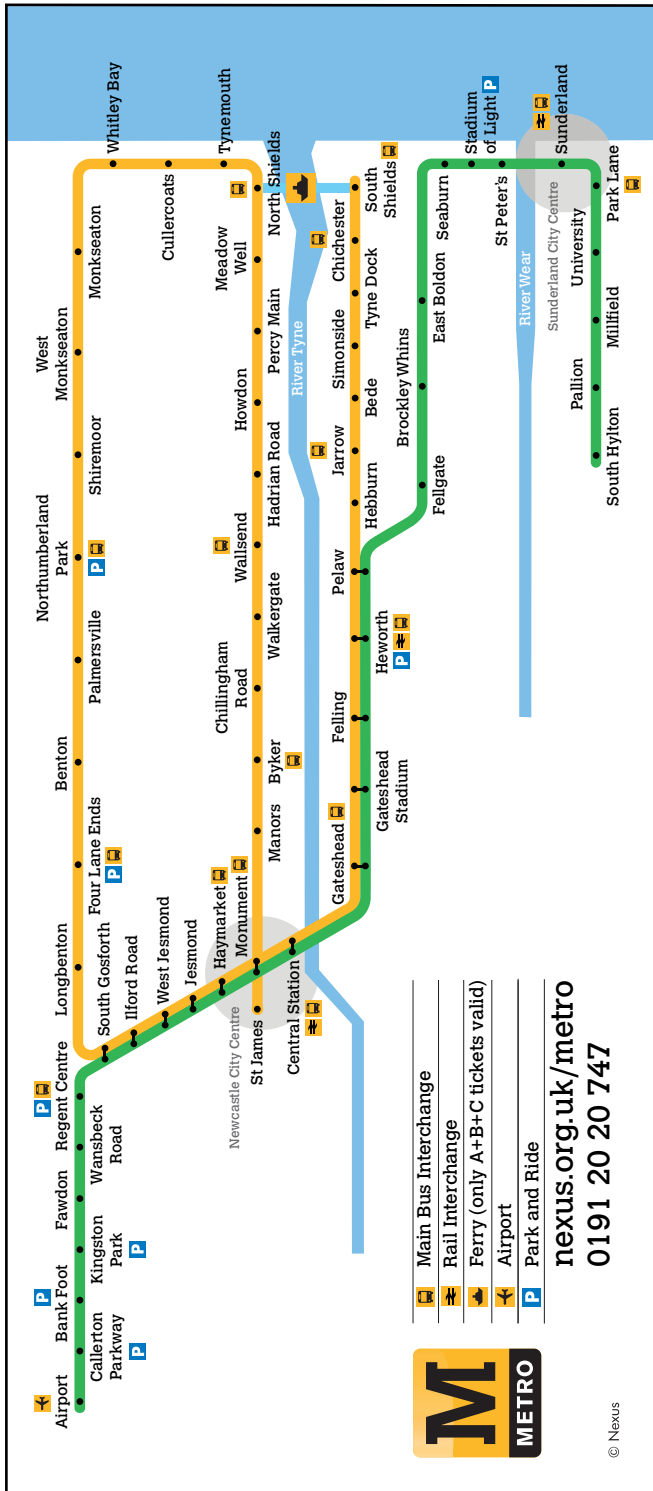 Airport
Callerton
Parkway
Bank Foot
Kingston
Park
Fawdon
Wansbeck
Road
Regent Centre
South Gosforth
Ilford Road
West Jesmond
Jesmond
Haymarket
Monument
Newcastle City Centre
St James
Central Station
Longbenton
Four Lane Ends
Benton
Palmersville
Northumberland
Park
Shiremoor
West
Monkseaton
Monkseaton
Whitley Bay
Cullercoats
Tynemouth
North
Shields
Meadow
Well
Percy Main
Howdon
Hadrian Road
Wallsend
Walkergate
Chillingham
Road
Byker
Manors
River Tyne
Gateshead
Gateshead
Stadium
Felling
Heworth
Pelaw
Hebburn
Jarrow
Bede
Simonside
Tyne Dock
Chichester
South
Shields
Fellgate
Brockley Whins
East Boldon
Seaburn
Stadium
of Light
St Peter's
River Wear
Sunderland
Sunderland City Centre
Park Lane
University
Millfield
Pallion
South Hylton
P
P
P
P
P
P
P
P
M
METRO
Main Bus Interchange
Rail Interchange
Ferry (only A+B+C tickets valid)
Airport
P Park and Ride
nexus.org.uk/metro
0191 20 20 747
© Nexus